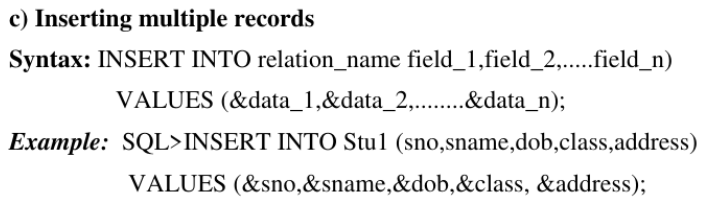 c) Inserting multiple records
Syntax: INSERT INTO relation_name field_1,field_2,.....field_n)
VALUES (&data_1,&data_2,........&data_n);
Example: SQL>INSERT INTO Stu1 (sno,sname,dob,class,address)
VALUES (&sno,&sname,&dob,&class, &address);